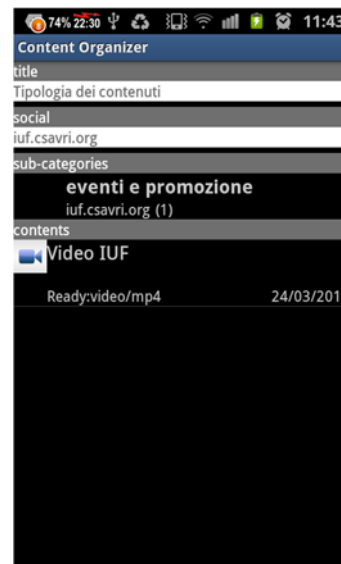 74% 22:30 11:43
Content Organizer
title
Tipologia dei contenuti
social
iuf.csavri.org
sub-categories
eventi e promozione
iuf.csavri.org (1)
contents
Video IUF
Ready:video/mp4 24/03/201